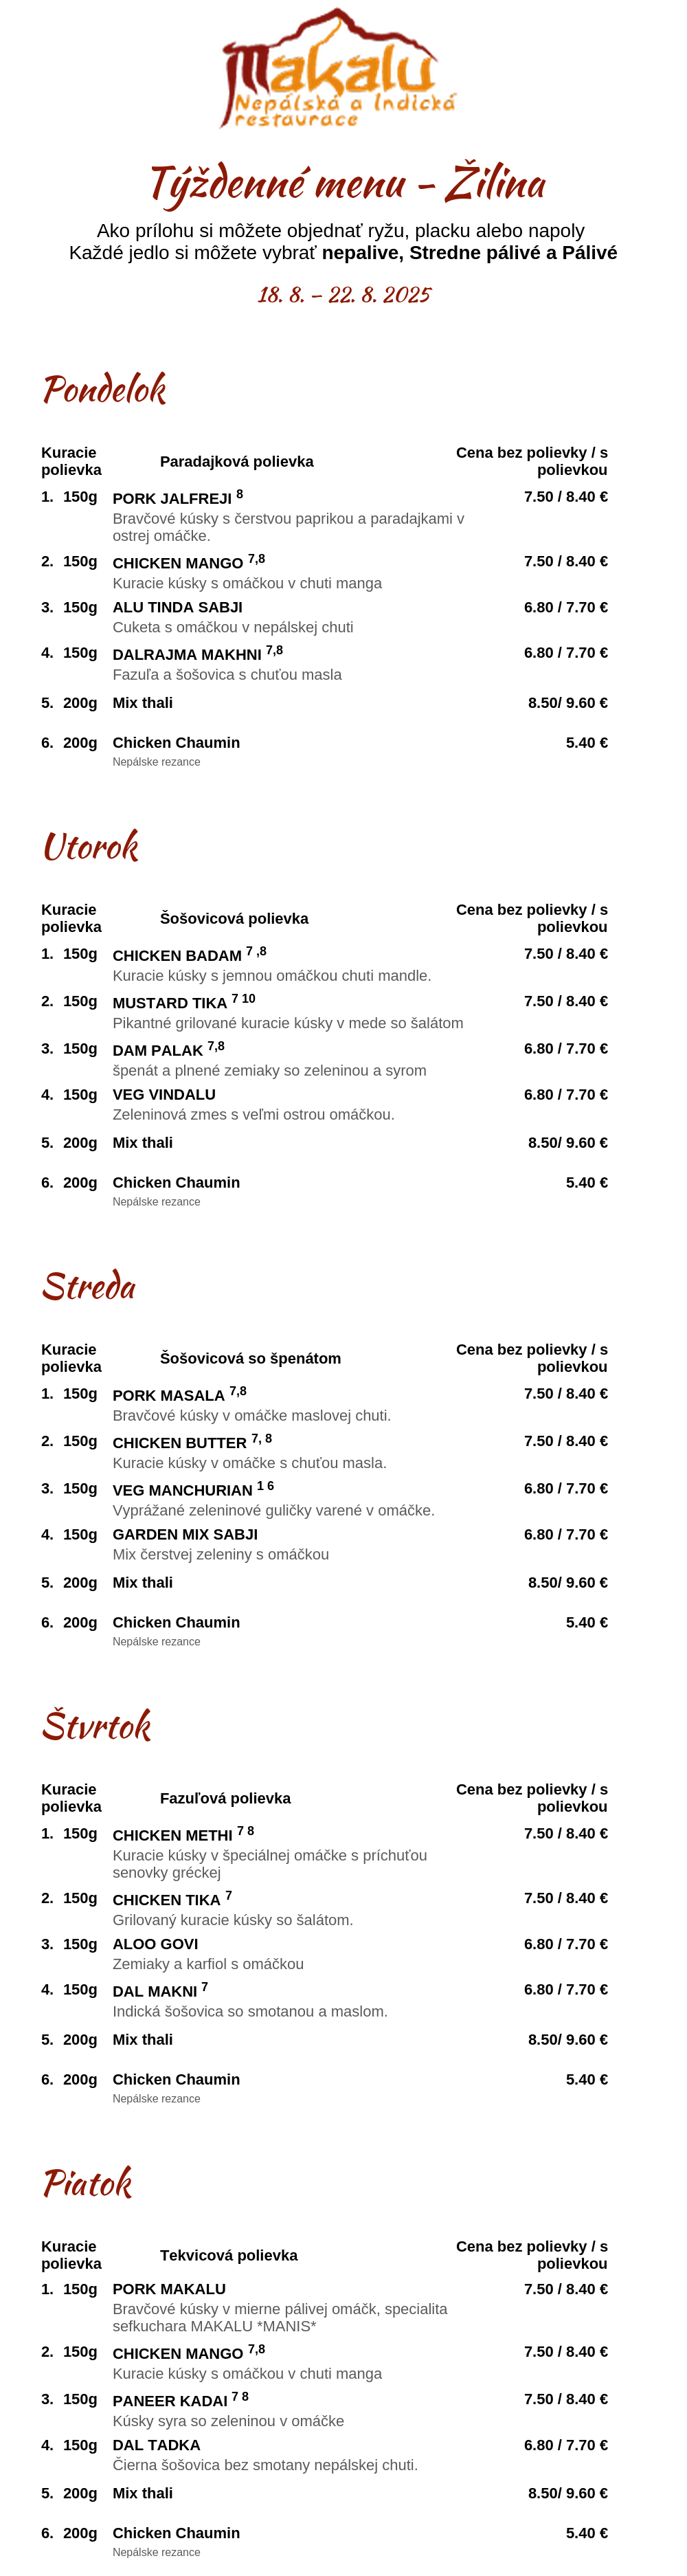 Makalu
Nepálská a Indická
restaurace
Týždenné menu - Žilina
Ako prílohu si môžete objednať ryžu, placku alebo napoly
Každé jedlo si môžete vybrať nepalive, Stredne pálivé a Pálivé
18. 8. – 22. 8. 2025
Pondelok
Kuracie polievka Paradajková polievka Cena bez polievky / s polievkou
1. 150g PORK JALFREJI 8 7.50 / 8.40 €
Bravčové kúsky s čerstvou paprikou a paradajkami v
ostrej omáčke.
2. 150g CHICKEN MANGO 7,8 7.50 / 8.40 €
Kuracie kúsky s omáčkou v chuti manga
3. 150g ALU TINDA SABJI 6.80 / 7.70 €
Cuketa s omáčkou v nepálskej chuti
4. 150g DALRAJMA MAKHNI 7,8 6.80 / 7.70 €
Fazuľa a šošovica s chuťou masla
5. 200g Mix thali 8.50/ 9.60 €
6. 200g Chicken Chaumin 5.40 €
Nepálske rezance
Utorok
Kuracie polievka Šošovicová polievka Cena bez polievky / s polievkou
1. 150g CHICKEN BADAM 7 ,8 7.50 / 8.40 €
Kuracie kúsky s jemnou omáčkou chuti mandle.
2. 150g MUSTARD TIKA 7 10 7.50 / 8.40 €
Pikantné grilované kuracie kúsky v mede so šalátom
3. 150g DAM PALAK 7,8 6.80 / 7.70 €
špenát a plnené zemiaky so zeleninou a syrom
4. 150g VEG VINDALU 6.80 / 7.70 €
Zeleninová zmes s veľmi ostrou omáčkou.
5. 200g Mix thali 8.50/ 9.60 €
6. 200g Chicken Chaumin 5.40 €
Nepálske rezance
Streda
Kuracie polievka Šošovicová so špenátom Cena bez polievky / s polievkou
1. 150g PORK MASALA 7,8 7.50 / 8.40 €
Bravčové kúsky v omáčke maslovej chuti.
2. 150g CHICKEN BUTTER 7, 8 7.50 / 8.40 €
Kuracie kúsky v omáčke s chuťou masla.
3. 150g VEG MANCHURIAN 1 6 6.80 / 7.70 €
Vyprážané zeleninové guličky varené v omáčke.
4. 150g GARDEN MIX SABJI 6.80 / 7.70 €
Mix čerstvej zeleniny s omáčkou
5. 200g Mix thali 8.50/ 9.60 €
6. 200g Chicken Chaumin 5.40 €
Nepálske rezance
Štvrtok
Kuracie polievka Fazuľová polievka Cena bez polievky / s polievkou
1. 150g CHICKEN METHI 7 8 7.50 / 8.40 €
Kuracie kúsky v špeciálnej omáčke s príchuťou
senovky gréckej
2. 150g CHICKEN TIKA 7 7.50 / 8.40 €
Grilovaný kuracie kúsky so šalátom.
3. 150g ALOO GOVI 6.80 / 7.70 €
Zemiaky a karfiol s omáčkou
4. 150g DAL MAKNI 7 6.80 / 7.70 €
Indická šošovica so smotanou a maslom.
5. 200g Mix thali 8.50/ 9.60 €
6. 200g Chicken Chaumin 5.40 €
Nepálske rezance
Piatok
Kuracie polievka Tekvicová polievka Cena bez polievky / s polievkou
1. 150g PORK MAKALU 7.50 / 8.40 €
Bravčové kúsky v mierne pálivej omáčk, specialita
sefkuchara MAKALU *MANIS*
2. 150g CHICKEN MANGO 7,8 7.50 / 8.40 €
Kuracie kúsky s omáčkou v chuti manga
3. 150g PANEER KADAI 7 8 7.50 / 8.40 €
Kúsky syra so zeleninou v omáčke
4. 150g DAL TADKA 6.80 / 7.70 €
Čierna šošovica bez smotany nepálskej chuti.
5. 200g Mix thali 8.50/ 9.60 €
6. 200g Chicken Chaumin 5.40 €
Nepálske rezance